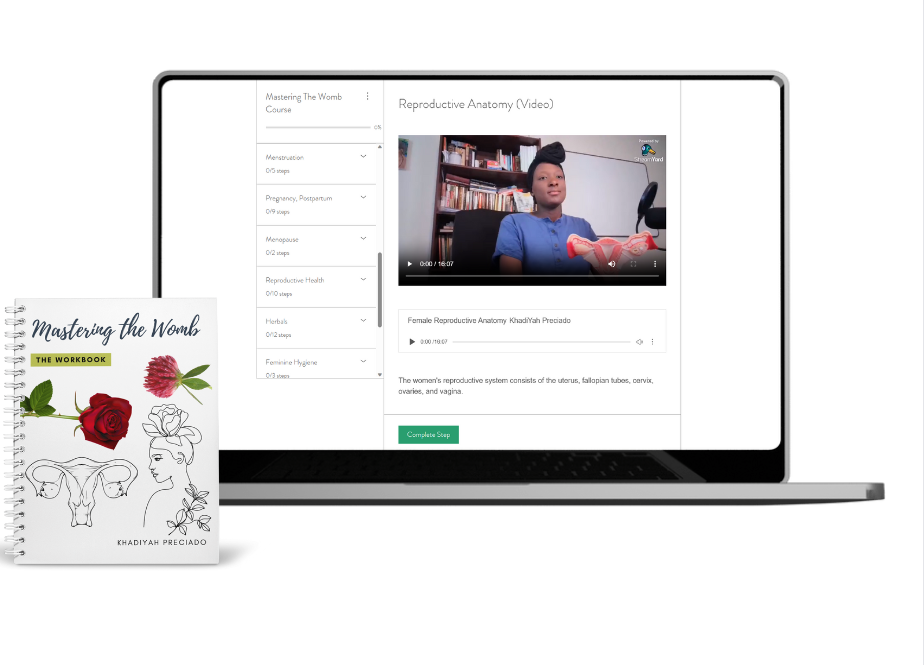 Mastering The Womb
Course
0%
Menstruation
0/5 steps
Pregnancy, Postpartum
0/9 steps
Menopause
0/2 steps
Reproductive Health
0/10 steps
Herbals
0/12 steps
Feminine Hygiene
0/3 steps
Reproductive Anatomy (Video)
Powered by
StreamYard
0:00 / 16:07
Female Reproductive Anatomy KhadiYah Preciado
0:00 /16:07
The women's reproductive system consists of the uterus, fallopian tubes, cervix,
ovaries, and vagina.
Complete Step
Mastering the Womb
THE WORKBOOK
KHADIYAH PRECIADO